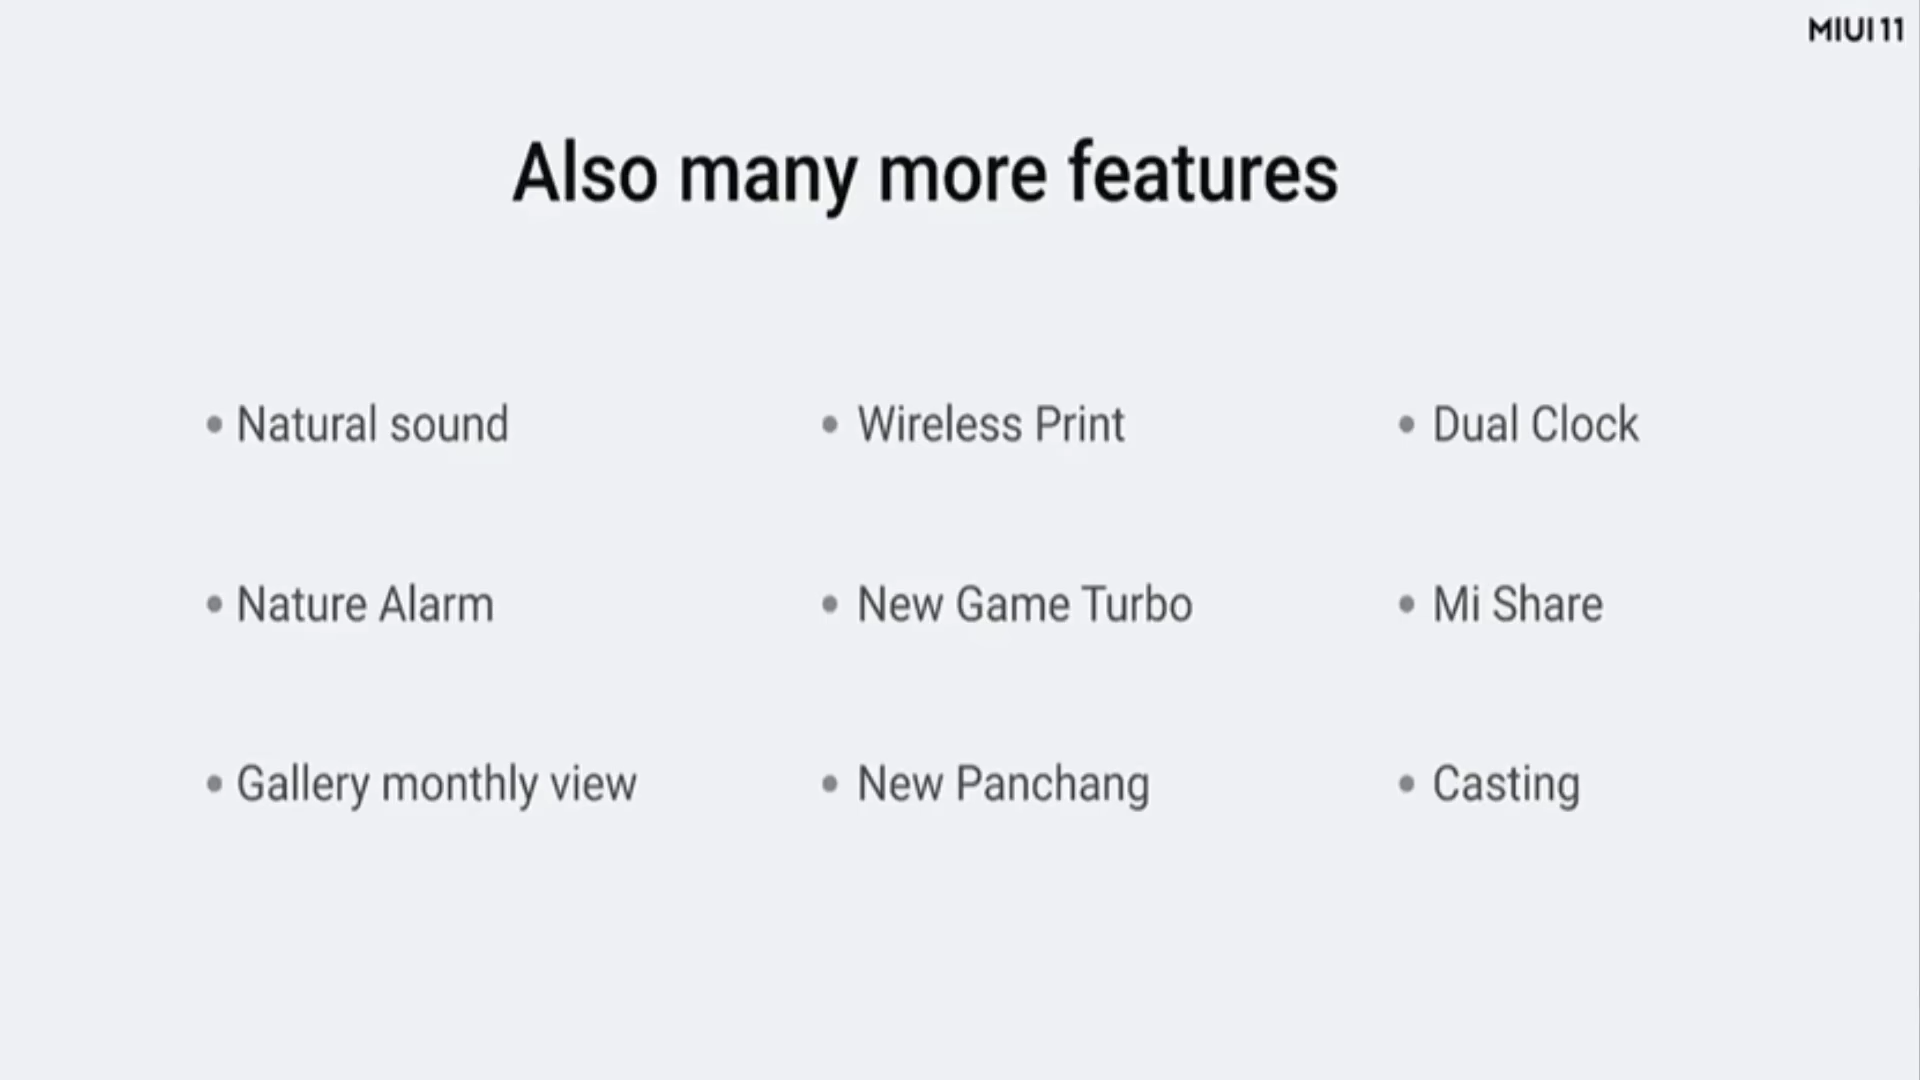 MIUI 11
Also many more features
• Natural sound
• Wireless Print
• Dual Clock
• Nature Alarm
• New Game Turbo
• Mi Share
• Gallery monthly view
• New Panchang
• Casting